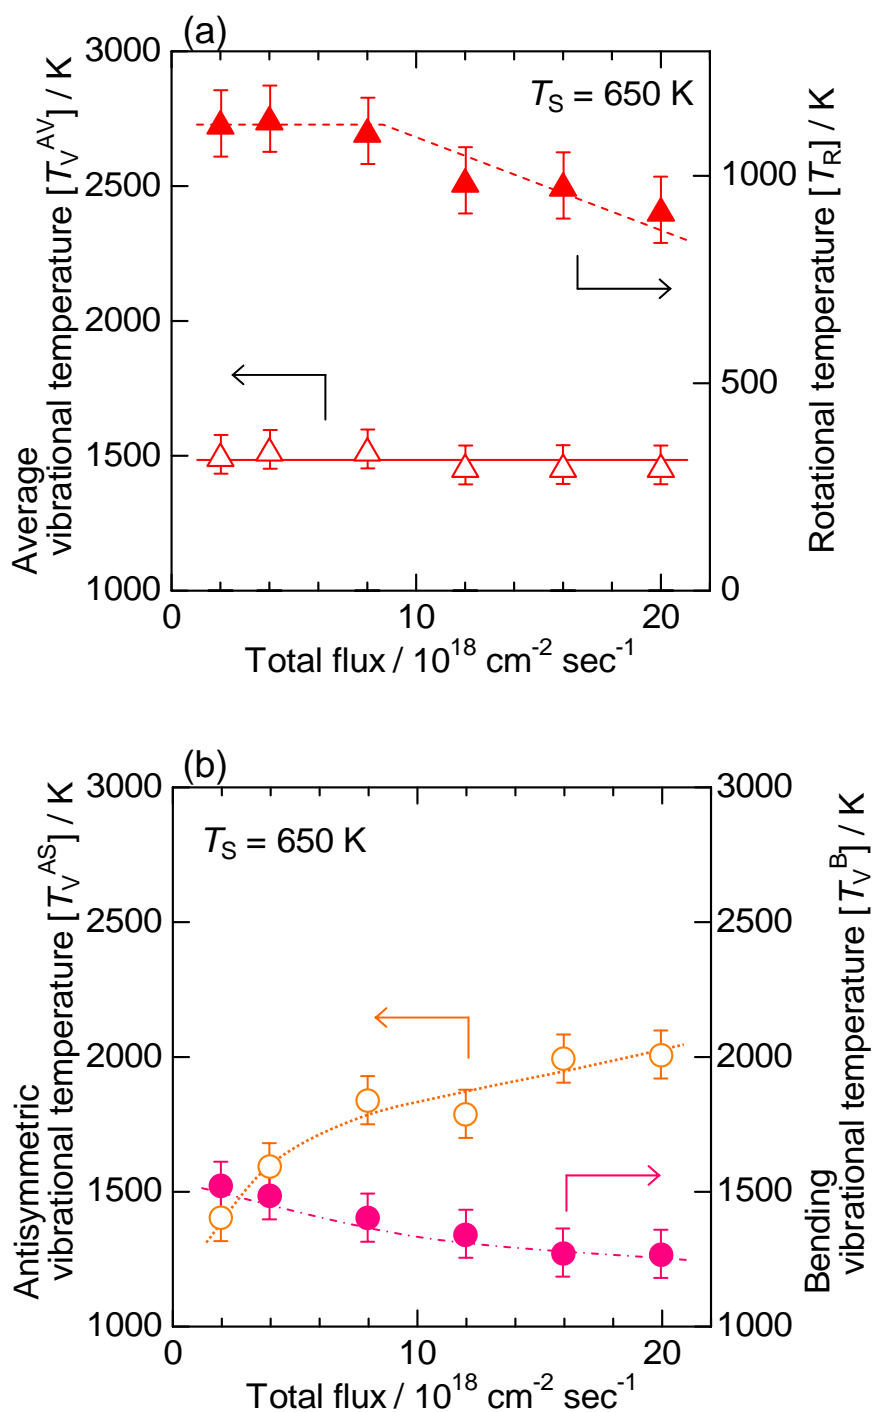 (a)
3000
2500
2000
1500
1000
Average
vibrational temperature [T_V^AV] / K
T_S = 650 K
1000
500
0
Rotational temperature [T_R] / K
0 10 20
Total flux / 10^18 cm^-2 sec^-1
(b)
3000
2500
2000
1500
1000
Antisymmetric
vibrational temperature [T_V^AS] / K
T_S = 650 K
3000
2500
2000
1500
1000
Bending
vibrational temperature [T_V^B] / K
0 10 20
Total flux / 10^18 cm^-2 sec^-1